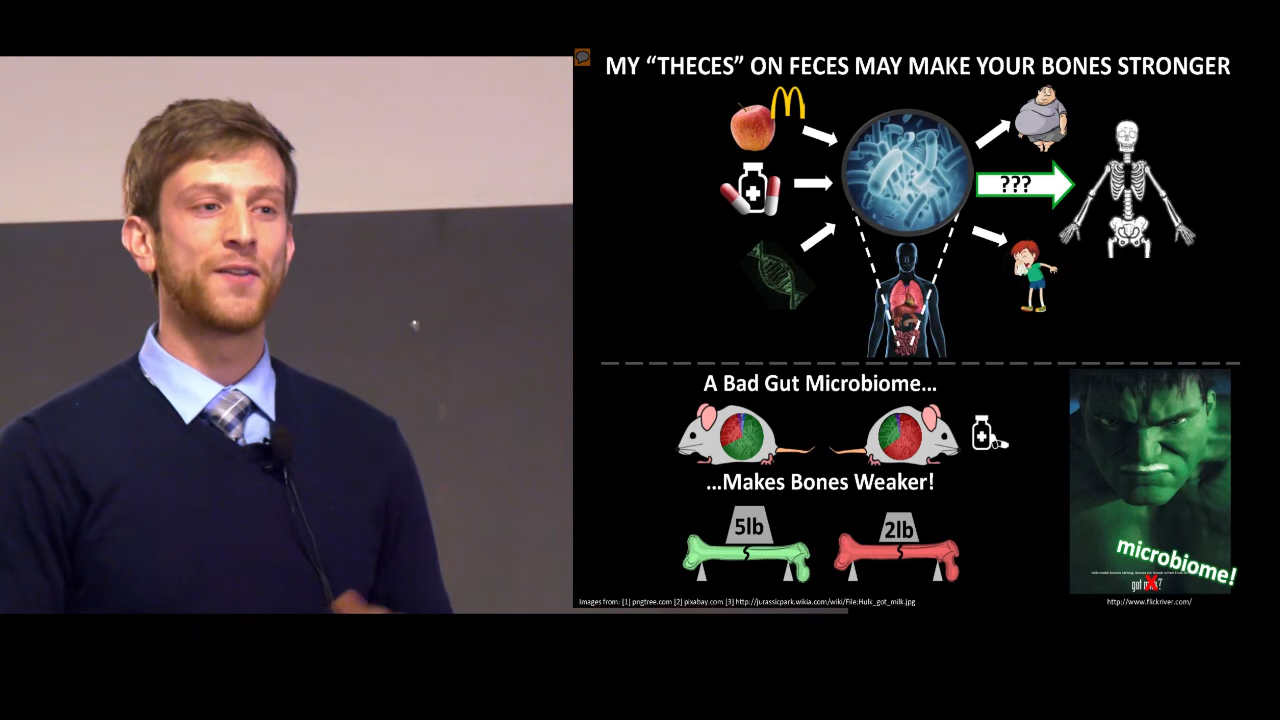 MY “THECES” ON FECES MAY MAKE YOUR BONES STRONGER
???
A Bad Gut Microbiome...
...Makes Bones Weaker!
5lb
2lb
microbiome!
got
Images from: [1] pngtree.com [2] pixabay.com [3] http://jurassicpark.wikia.com/wiki/File:Hulk_got_milk.jpg
http://www.flickriver.com/